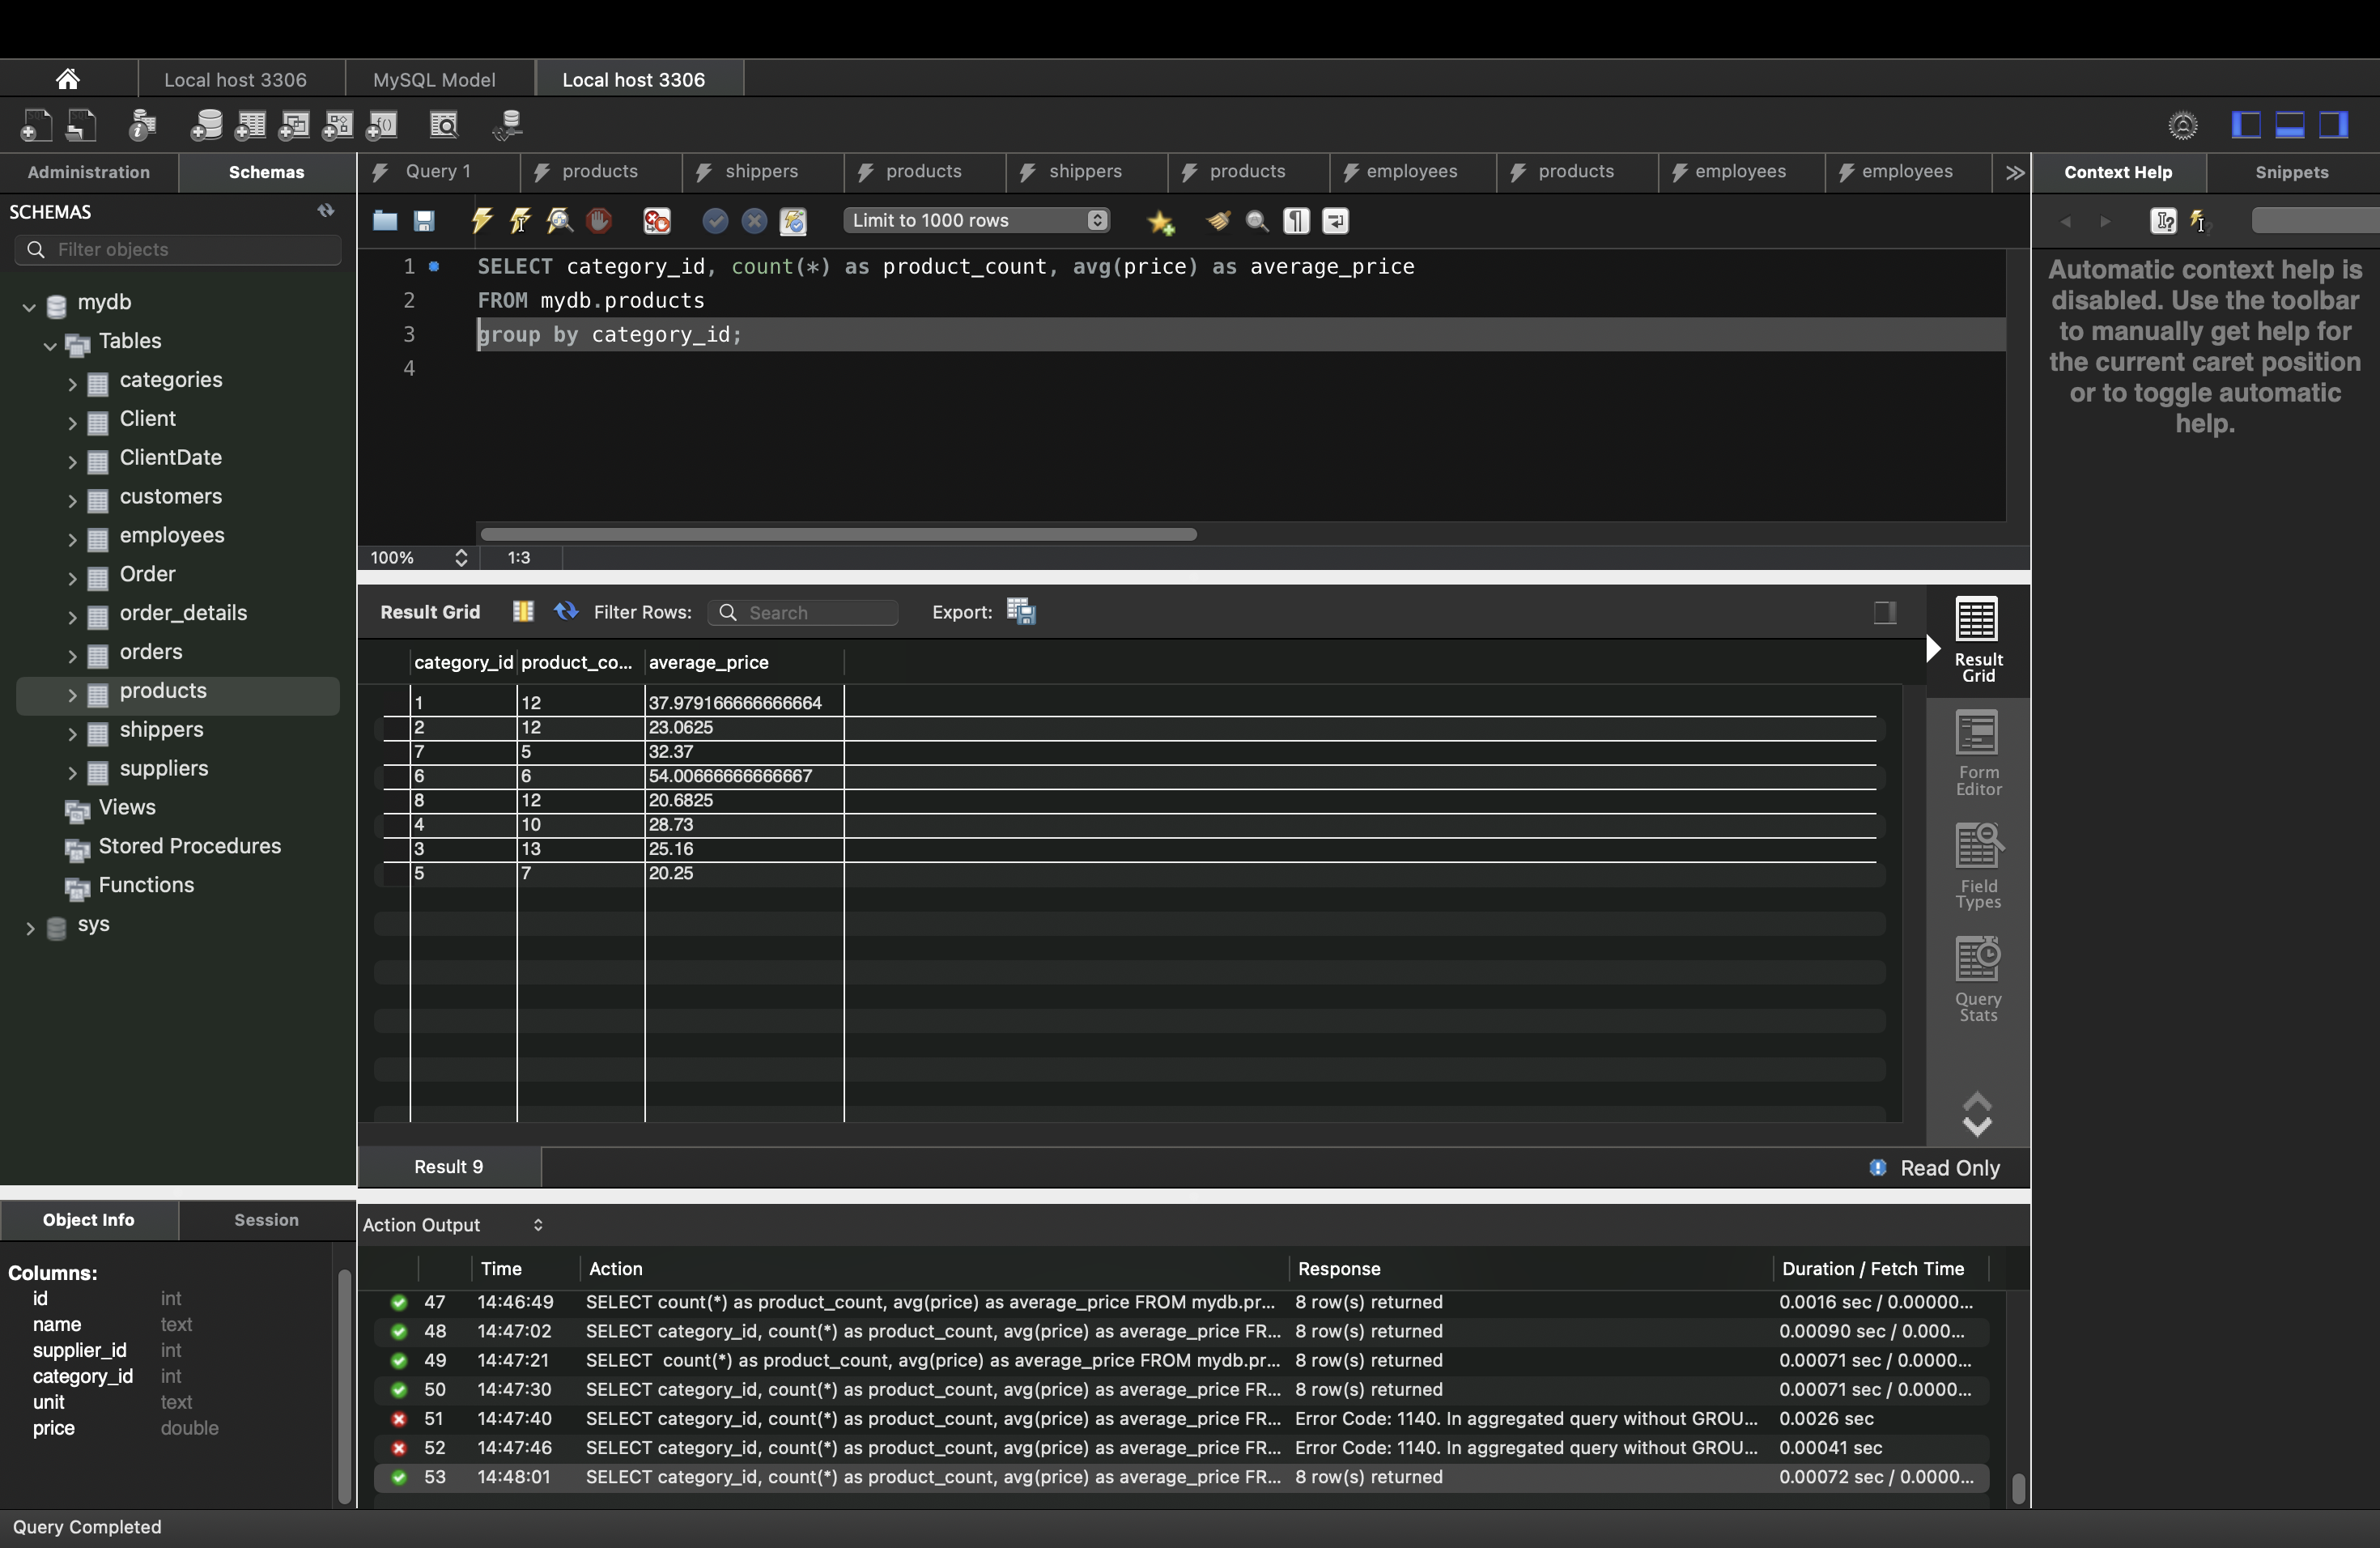 Local host 3306
MySQL Model
Local host 3306
Administration
Schemas
Query 1
products
shippers
products
shippers
products
employees
products
employees
employees
Context Help
Snippets
SCHEMAS
Filter objects
Limit to 1000 rows
mydb
Tables
categories
Client
ClientDate
customers
employees
Order
order_details
orders
products
shippers
suppliers
Views
Stored Procedures
Functions
sys
1 SELECT category_id, count(*) as product_count, avg(price) as average_price
2 FROM mydb.products
3 group by category_id;
4
100% 1:3
Automatic context help is
disabled. Use the toolbar
to manually get help for
the current caret position
or to toggle automatic
help.
Result Grid
Filter Rows:
Search
Export:
category_id product_co... average_price
1 12 37.979166666666664
2 12 23.0625
7 5 32.37
6 6 54.00666666666667
8 12 20.6825
4 10 28.73
3 13 25.16
5 7 20.25
Result
Grid
Form
Editor
Field
Types
Query
Stats
Result 9
Read Only
Object Info
Session
Columns:
id int
name text
supplier_id int
category_id int
unit text
price double
Action Output
Time Action Response Duration / Fetch Time
47 14:46:49 SELECT count(*) as product_count, avg(price) as average_price FROM mydb.pr... 8 row(s) returned 0.0016 sec / 0.00000...
48 14:47:02 SELECT category_id, count(*) as product_count, avg(price) as average_price FR... 8 row(s) returned 0.00090 sec / 0.000...
49 14:47:21 SELECT count(*) as product_count, avg(price) as average_price FROM mydb.pr... 8 row(s) returned 0.00071 sec / 0.0000...
50 14:47:30 SELECT category_id, count(*) as product_count, avg(price) as average_price FR... 8 row(s) returned 0.00071 sec / 0.0000...
51 14:47:40 SELECT category_id, count(*) as product_count, avg(price) as average_price FR... Error Code: 1140. In aggregated query without GROU... 0.0026 sec
52 14:47:46 SELECT category_id, count(*) as product_count, avg(price) as average_price FR... Error Code: 1140. In aggregated query without GROU... 0.00041 sec
53 14:48:01 SELECT category_id, count(*) as product_count, avg(price) as average_price FR... 8 row(s) returned 0.00072 sec / 0.0000...
Query Completed